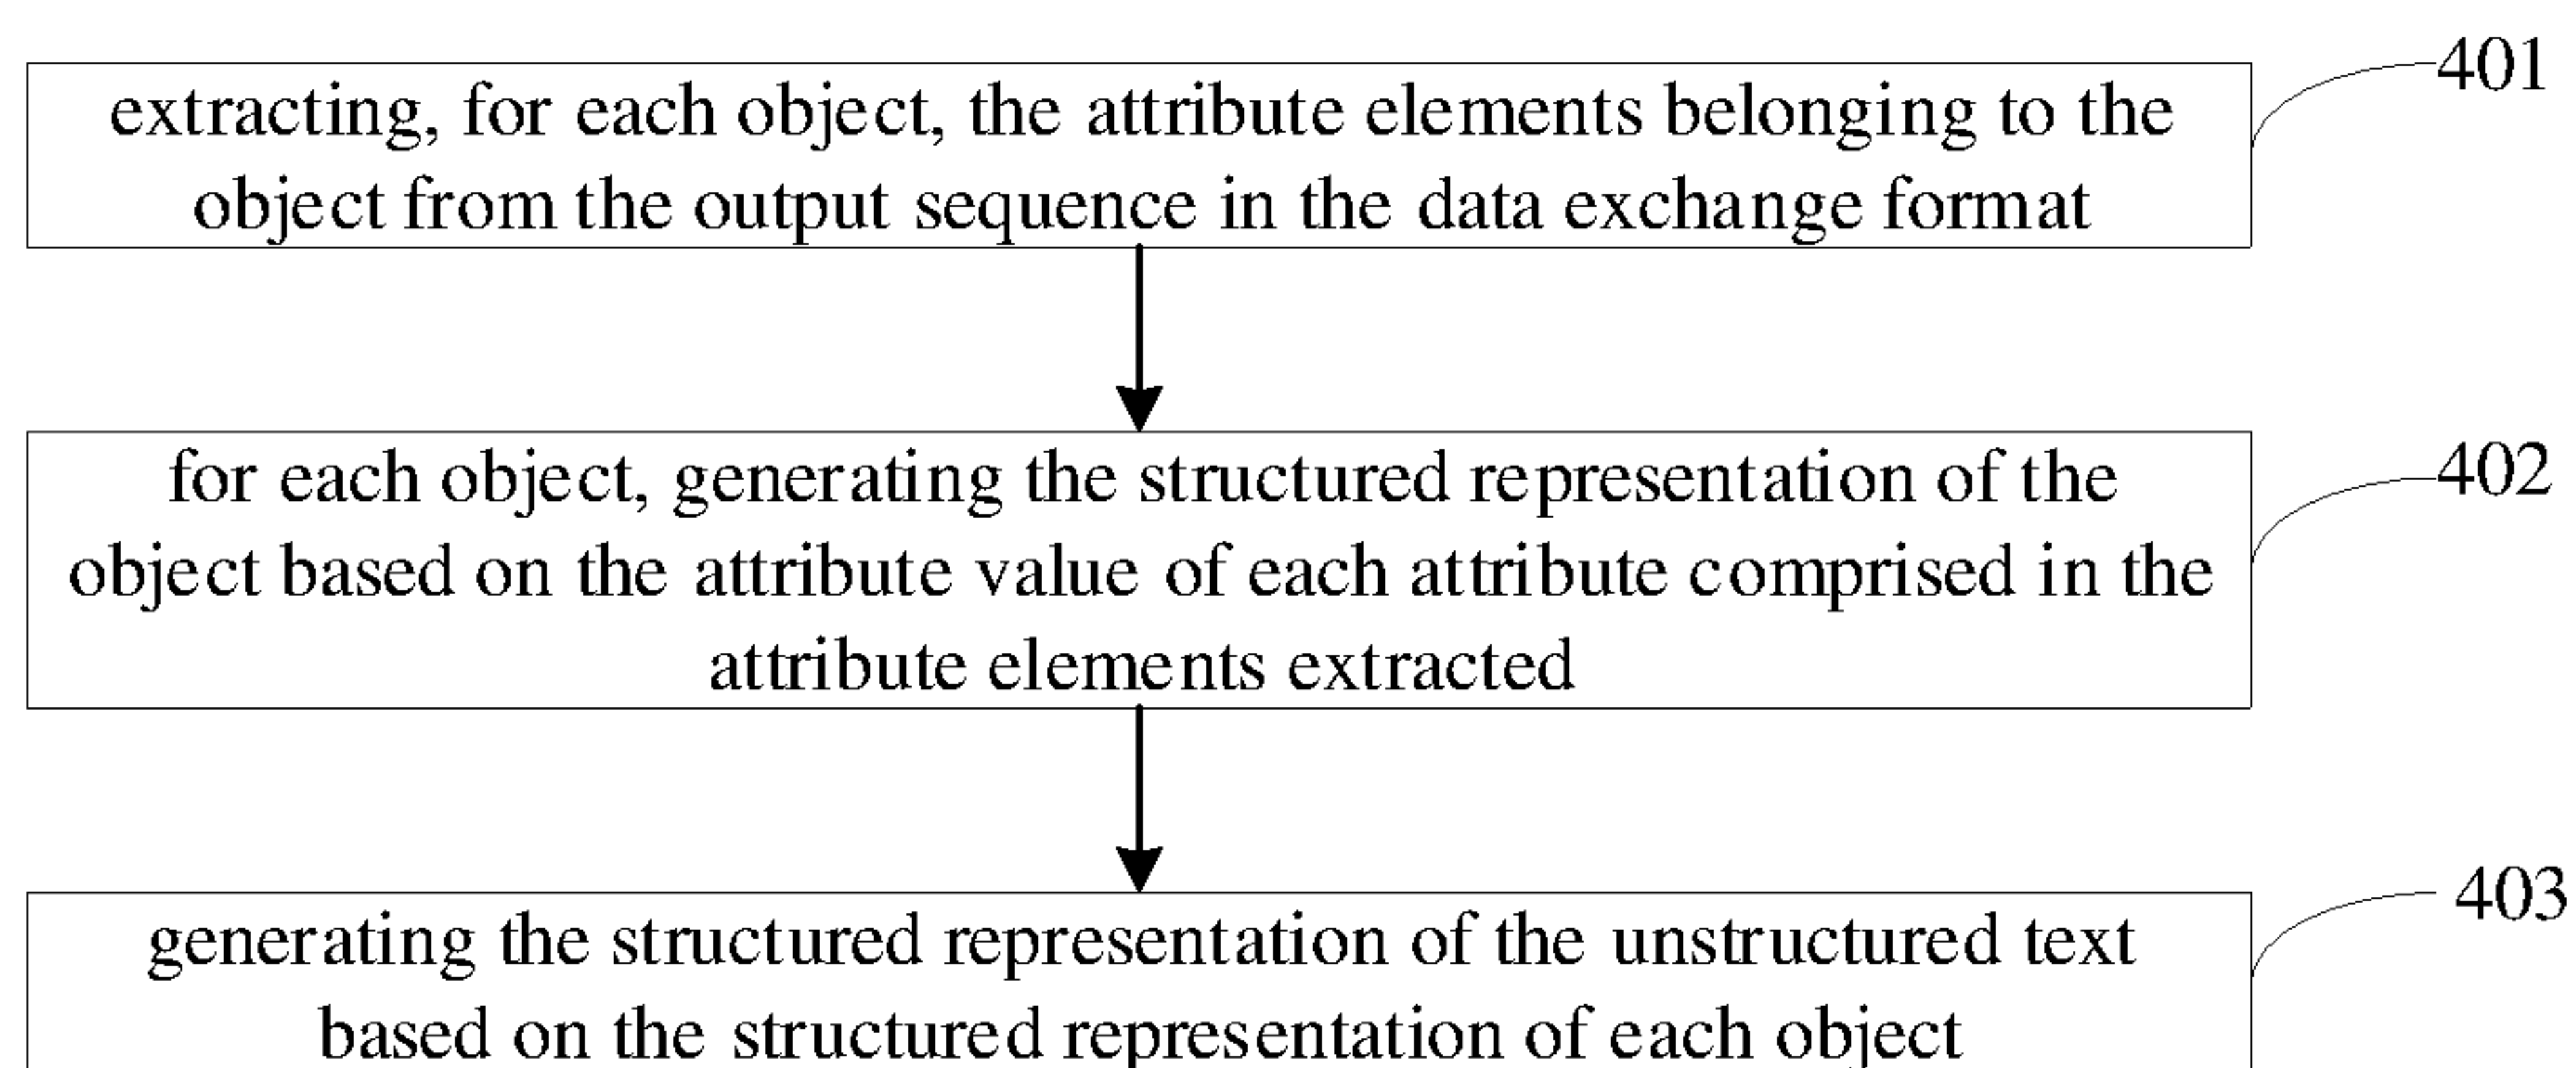 401
extracting, for each object, the attribute elements belonging to the
object from the output sequence in the data exchange format
402
for each object, generating the structured representation of the
object based on the attribute value of each attribute comprised in the
attribute elements extracted
403
generating the structured representation of the unstructured text
based on the structured representation of each object